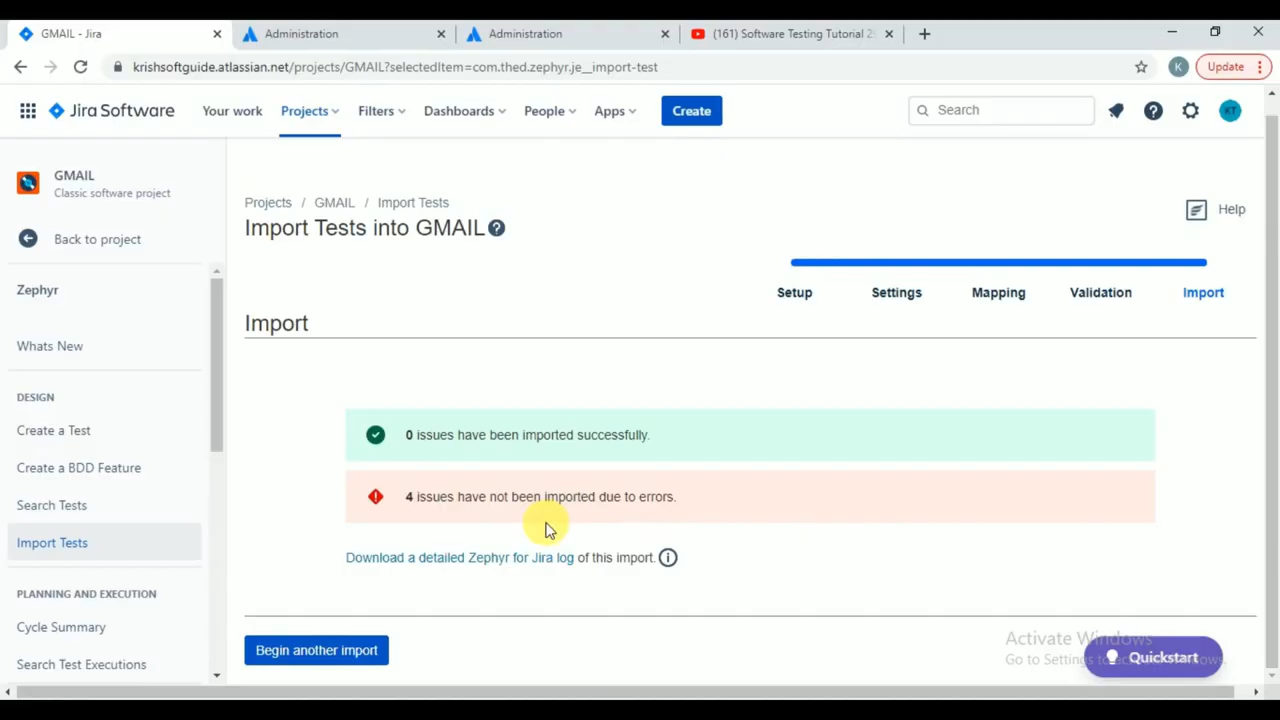 GMAIL - Jira
Administration
Administration
(161) Software Testing Tutorial 2
krishsoftguide.atlassian.net/projects/GMAIL?selectedItem=com.thed.zephyr.je__import-test
K
Update
Jira Software
Your work
Projects
Filters
Dashboards
People
Apps
Create
Search
KT
GMAIL
Classic software project
Back to project
Zephyr
Whats New
DESIGN
Create a Test
Create a BDD Feature
Search Tests
Import Tests
PLANNING AND EXECUTION
Cycle Summary
Search Test Executions
Projects / GMAIL / Import Tests
Import Tests into GMAIL
Help
Setup
Settings
Mapping
Validation
Import
Import
0 issues have been imported successfully.
4 issues have not been imported due to errors.
Download a detailed Zephyr for Jira log of this import.
Begin another import
Activate Windows
Go to Settings to
Quickstart